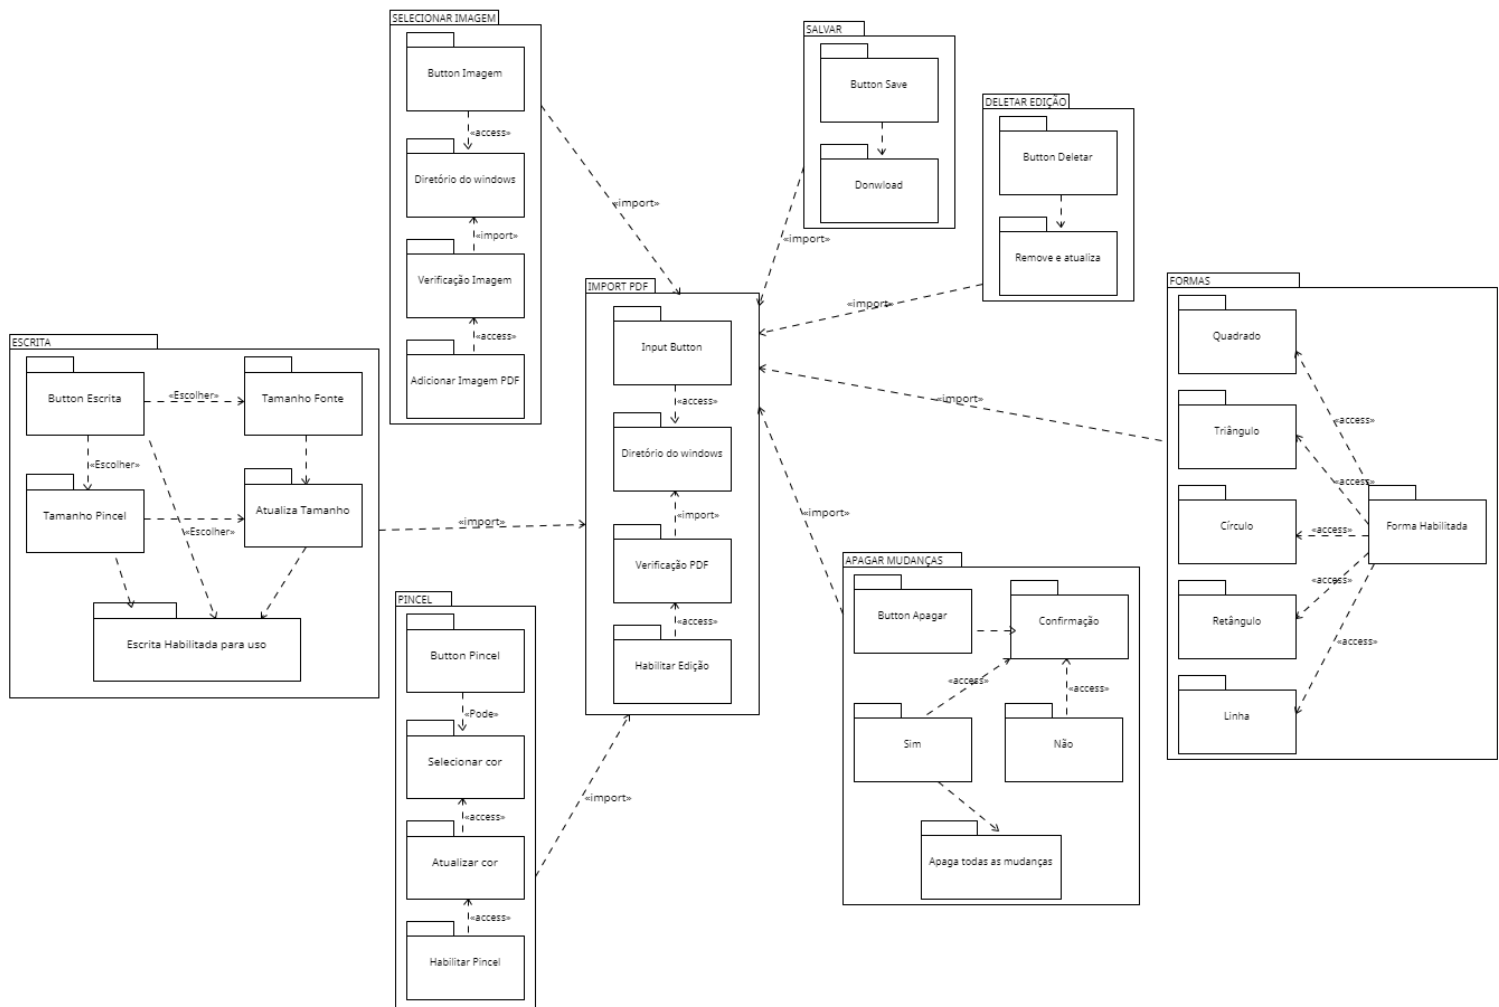 SELECIONAR IMAGEM
Button Imagem
«access»
Diretório do windows
«import»
Verificação Imagem
«access»
Adicionar Imagem PDF
«import»
SALVAR
Button Save
Donwload
«import»
DELETAR EDIÇÃO
Button Deletar
Remove e atualiza
«import»
IMPORT PDF
Input Button
«access»
Diretório do windows
«import»
Verificação PDF
«access»
Habilitar Edição
FORMAS
Quadrado
«access»
Triângulo
«access»
Círculo
«access»
Forma Habilitada
Retângulo
«access»
Linha
«access»
«import»
ESCRITA
Button Escrita
«Escolher»
Tamanho Fonte
«Escolher»
Tamanho Pincel
«Escolher»
Atualiza Tamanho
Escrita Habilitada para uso
«import»
PINCEL
Button Pincel
«Pode»
Selecionar cor
«access»
Atualizar cor
«access»
Habilitar Pincel
«import»
APAGAR MUDANÇAS
Button Apagar
Confirmação
«access»
«access»
Sim
Não
Apaga todas as mudanças
«import»